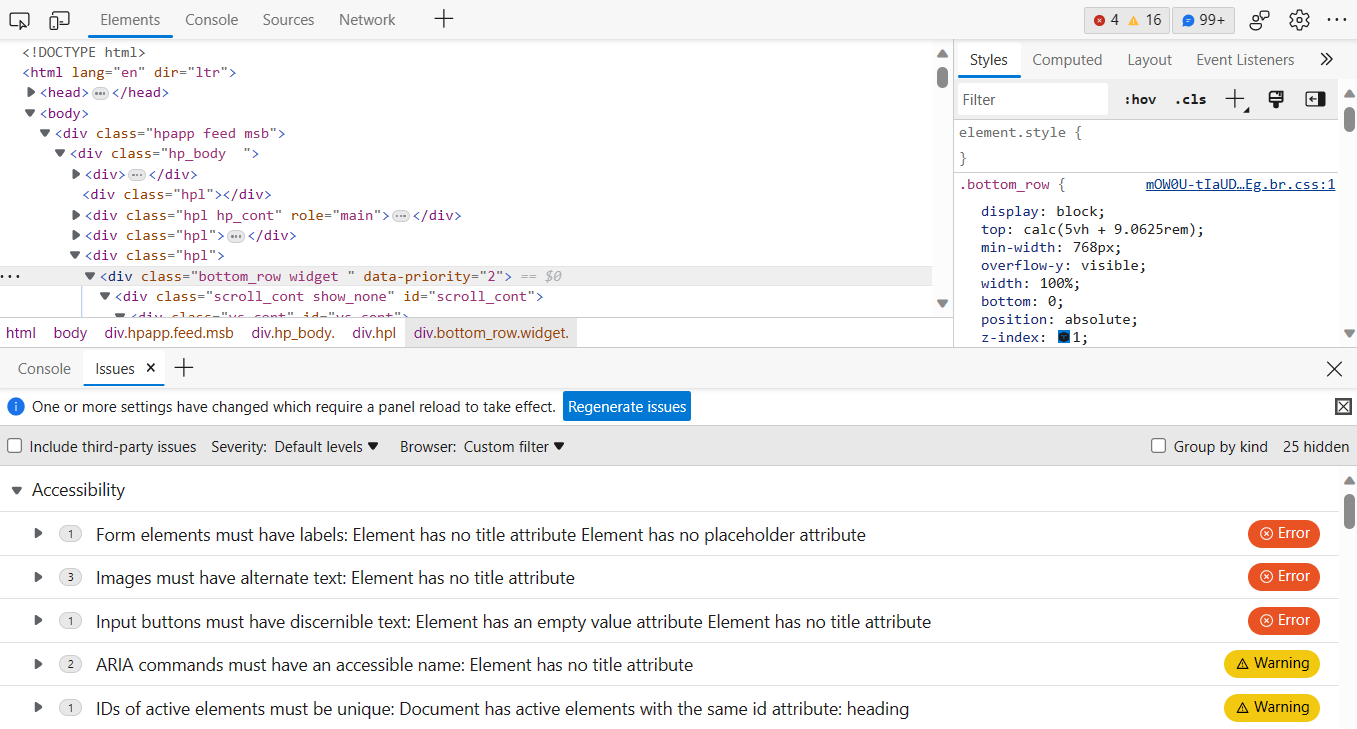 Elements Console Sources Network 4 16 99+
<!DOCTYPE html>
<html lang="en" dir="ltr">
<head> ··· </head>
<body>
<div class="hpapp feed msb">
<div class="hp_body  ">
<div> ··· </div>
<div class="hpl"></div>
<div class="hpl hp_cont" role="main"> ··· </div>
<div class="hpl"> ··· </div>
<div class="hpl">
··· <div class="bottom_row widget " data-priority="2"> == $0
<div class="scroll_cont show_none" id="scroll_cont">
<div class="vs_cont" id="vs_cont">
html body div.hpapp.feed.msb div.hp_body. div.hpl div.bottom_row.widget.
Styles Computed Layout Event Listeners
Filter :hov .cls
element.style {
}
.bottom_row { mOW0U-tIaUD…Eg.br.css:1
display: block;
top: calc(5vh + 9.0625rem);
min-width: 768px;
overflow-y: visible;
width: 100%;
bottom: 0;
position: absolute;
z-index: 1;
Console Issues
One or more settings have changed which require a panel reload to take effect. Regenerate issues
Include third-party issues Severity: Default levels Browser: Custom filter Group by kind 25 hidden
Accessibility
1 Form elements must have labels: Element has no title attribute Element has no placeholder attribute Error
3 Images must have alternate text: Element has no title attribute Error
1 Input buttons must have discernible text: Element has an empty value attribute Element has no title attribute Error
2 ARIA commands must have an accessible name: Element has no title attribute Warning
1 IDs of active elements must be unique: Document has active elements with the same id attribute: heading Warning